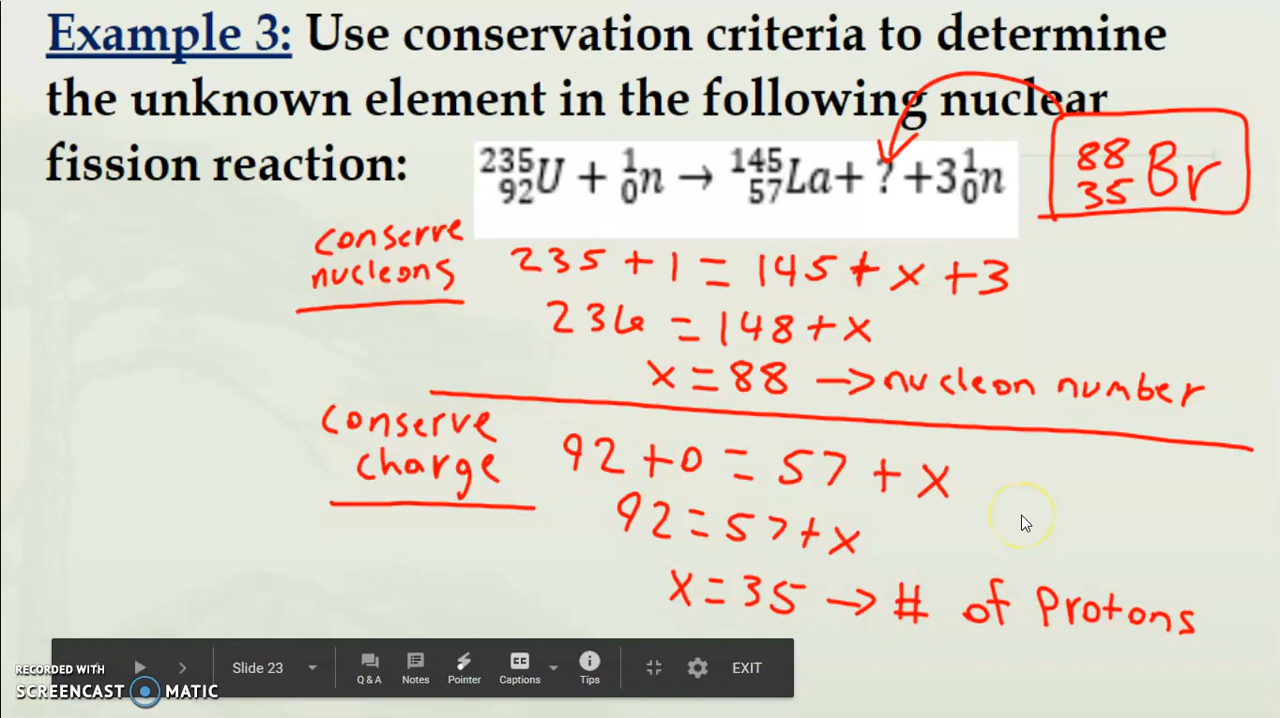 Example 3: Use conservation criteria to determine
the unknown element in the following nuclear
fission reaction:
²³⁵₉₂U + ¹₀n → ¹⁴⁵₅₇La+ ? +3¹₀n
⁸⁸₃₅Br
conserve
nucleons
235 + 1 = 145 + x + 3
236 = 148 + x
x = 88 → nucleon number
conserve
charge
92 + 0 = 57 + x
92 = 57 + x
x = 35 → # of Protons
RECORDED WITH
SCREENCAST MATIC
Slide 23
Q & A
Notes
Pointer
CC
Captions
Tips
EXIT